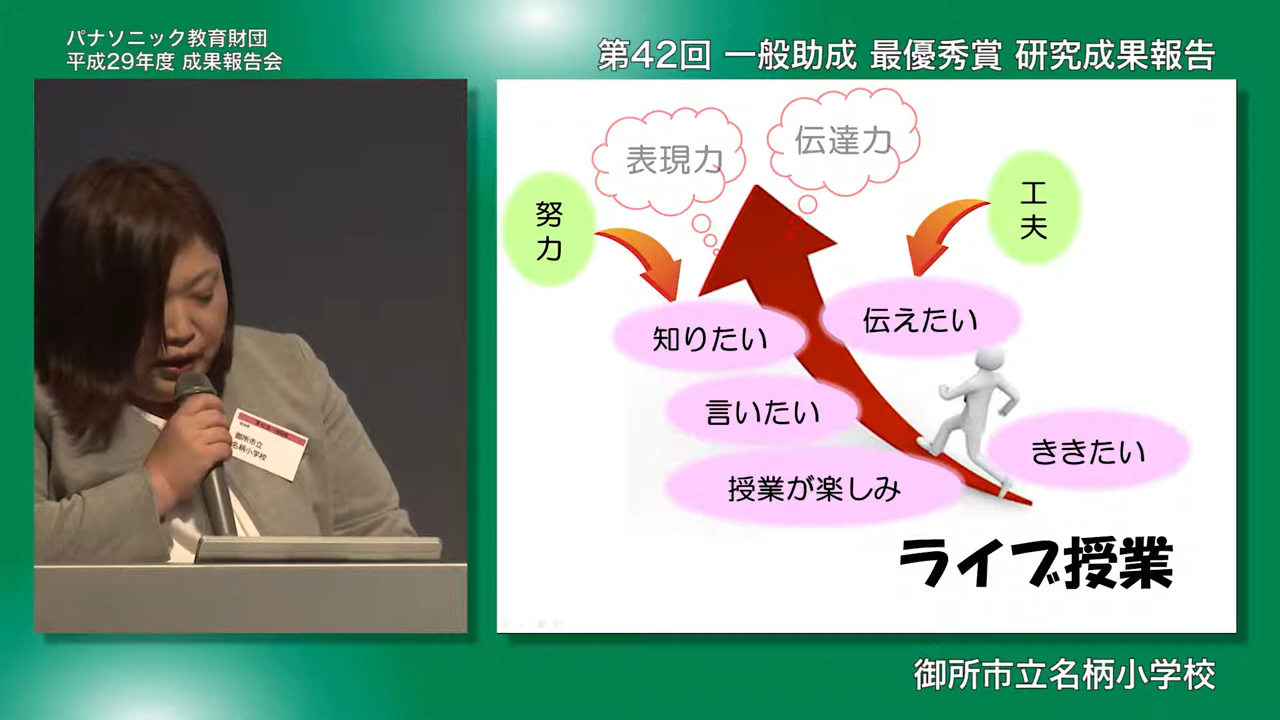 パナソニック教育財団
平成29年度 成果報告会
第42回 一般助成 最優秀賞 研究成果報告
御所市立
名柄小学校
表現力
伝達力
努力
工夫
知りたい
伝えたい
言いたい
ききたい
授業が楽しみ
ライブ授業
御所市立名柄小学校